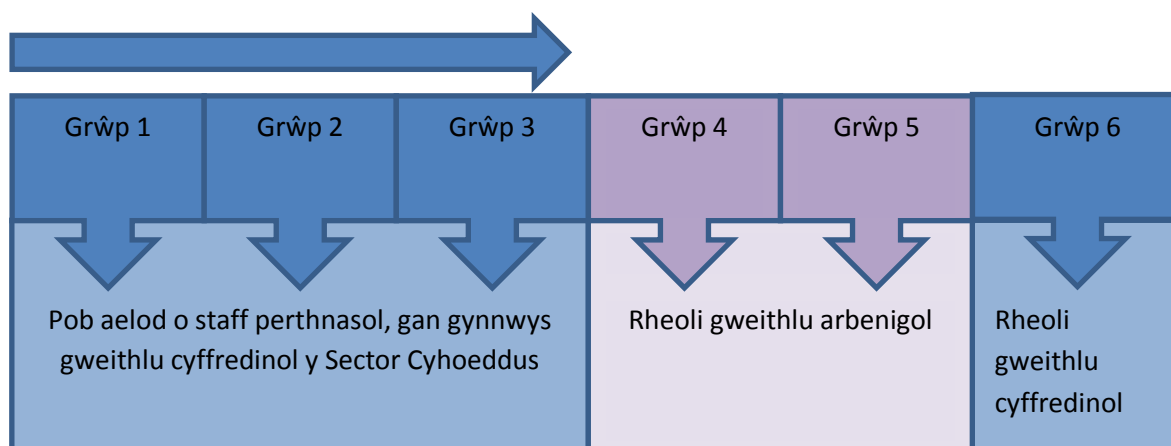 Grŵp 1
Grŵp 2
Grŵp 3
Grŵp 4
Grŵp 5
Grŵp 6
Pob aelod o staff perthnasol, gan gynnwys
gweithlu cyffredinol y Sector Cyhoeddus
Rheoli gweithlu arbenigol
Rheoli
gweithlu
cyffredinol